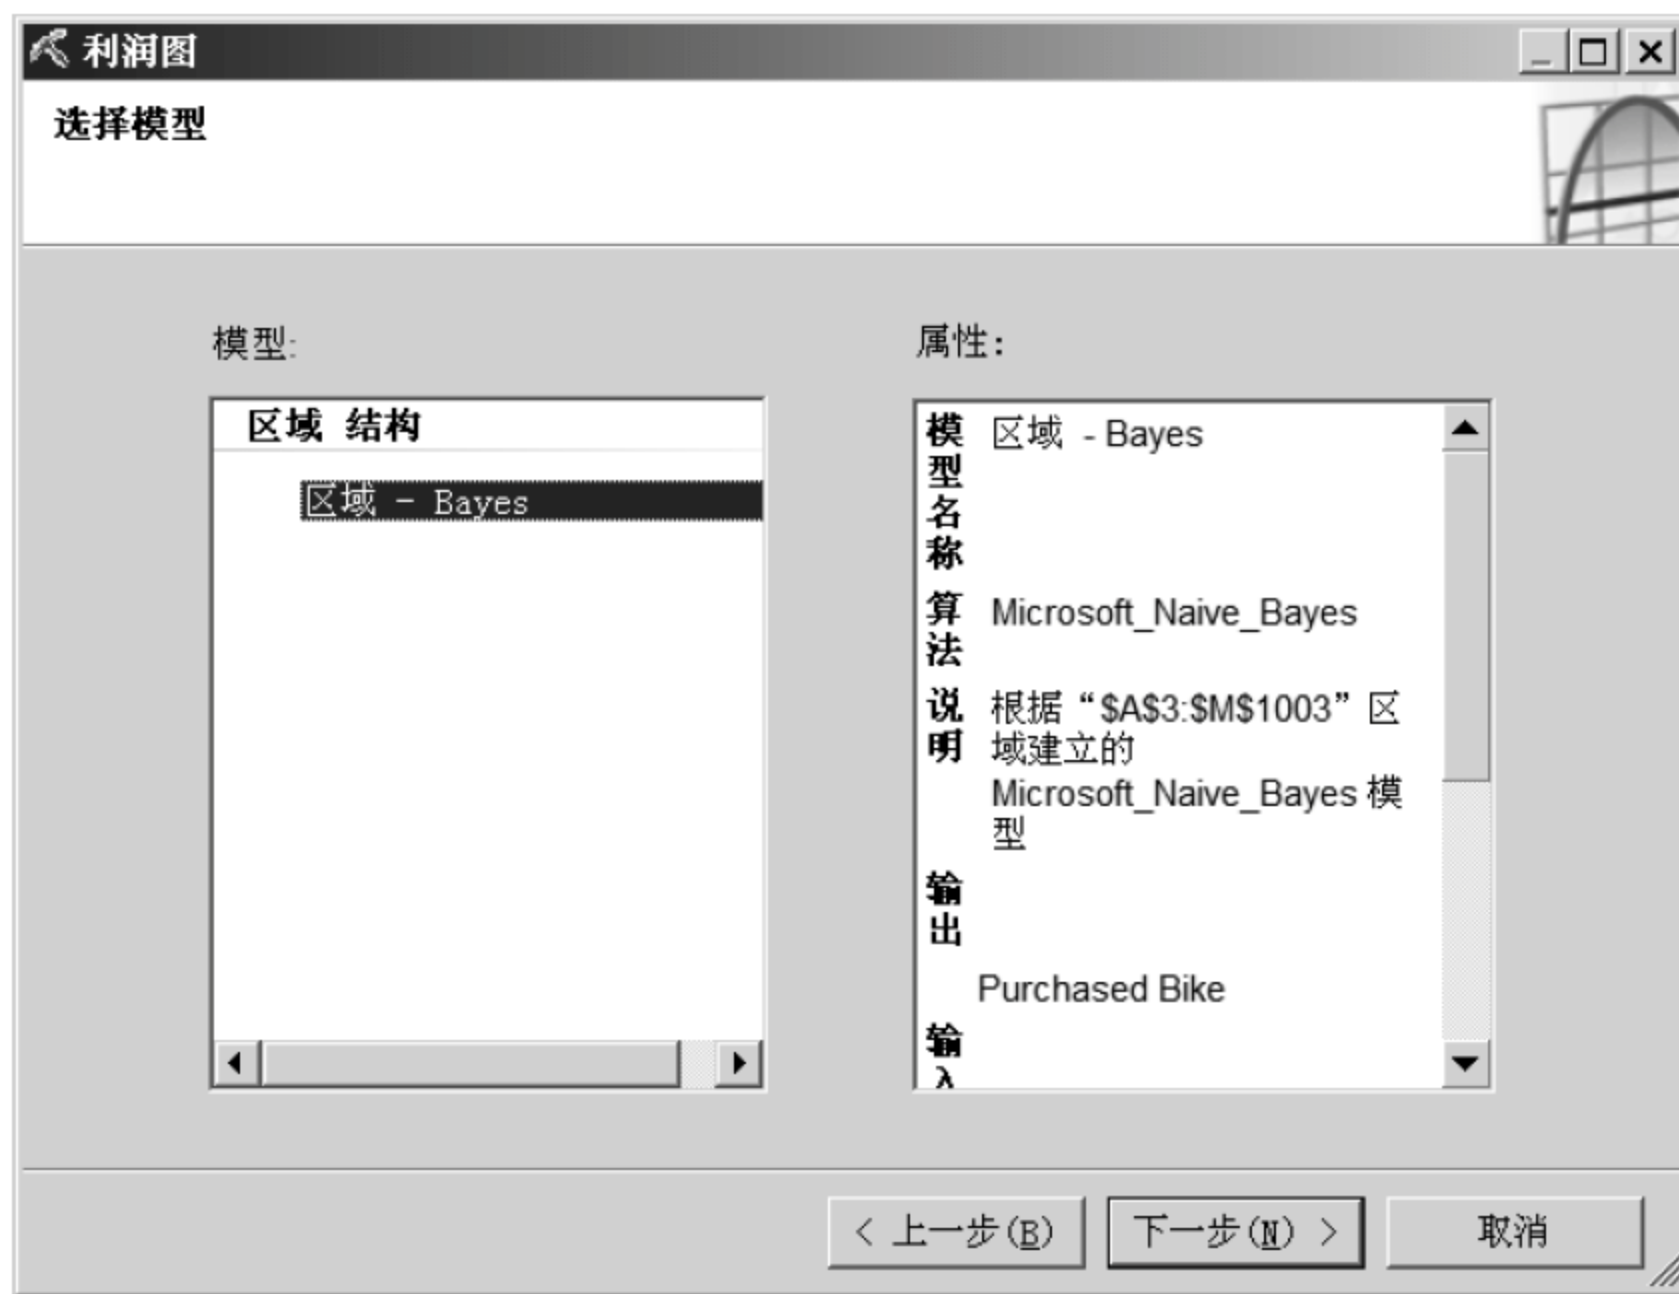 利润图
选择模型
模型:
属性：
区域 结构
区域 - Bayes
模型名称
区域 - Bayes
算法
Microsoft_Naive_Bayes
说明
根据“$A$3:$M$1003”区
域建立的
Microsoft_Naive_Bayes 模
型
输出
Purchased Bike
输入
< 上一步(B)
下一步(N) >
取消